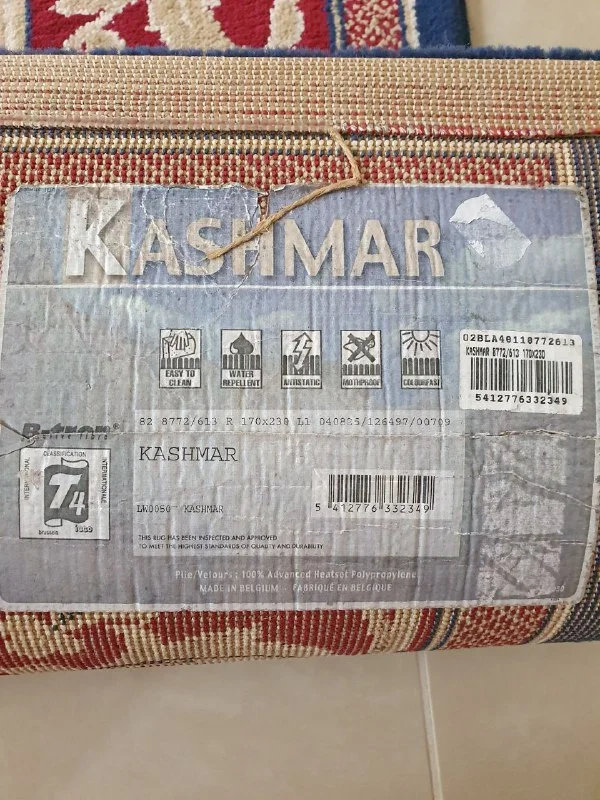 KASHMAR
EASY TO CLEAN
WATER REPELLENT
ANTISTATIC
MOTHPROOF
COLOURFAST
02BLA40110772613
KASHMAR 8772/613 170X230
5412776332349
82 8772/613 R 170x230 L1 040825/126497/00709
KASHMAR
CLASSIFICATION
INTERNATIONALE
T4
LW0050 KASHMAR
5 412776 332349
THIS RUG HAS BEEN INSPECTED AND APPROVED
TO MEET THE HIGHEST STANDARDS OF QUALITY AND DURABILITY
Pile/Velours : 100% Advanced Heatset Polypropylene
MADE IN BELGIUM - FABRIQUÉ EN BELGIQUE